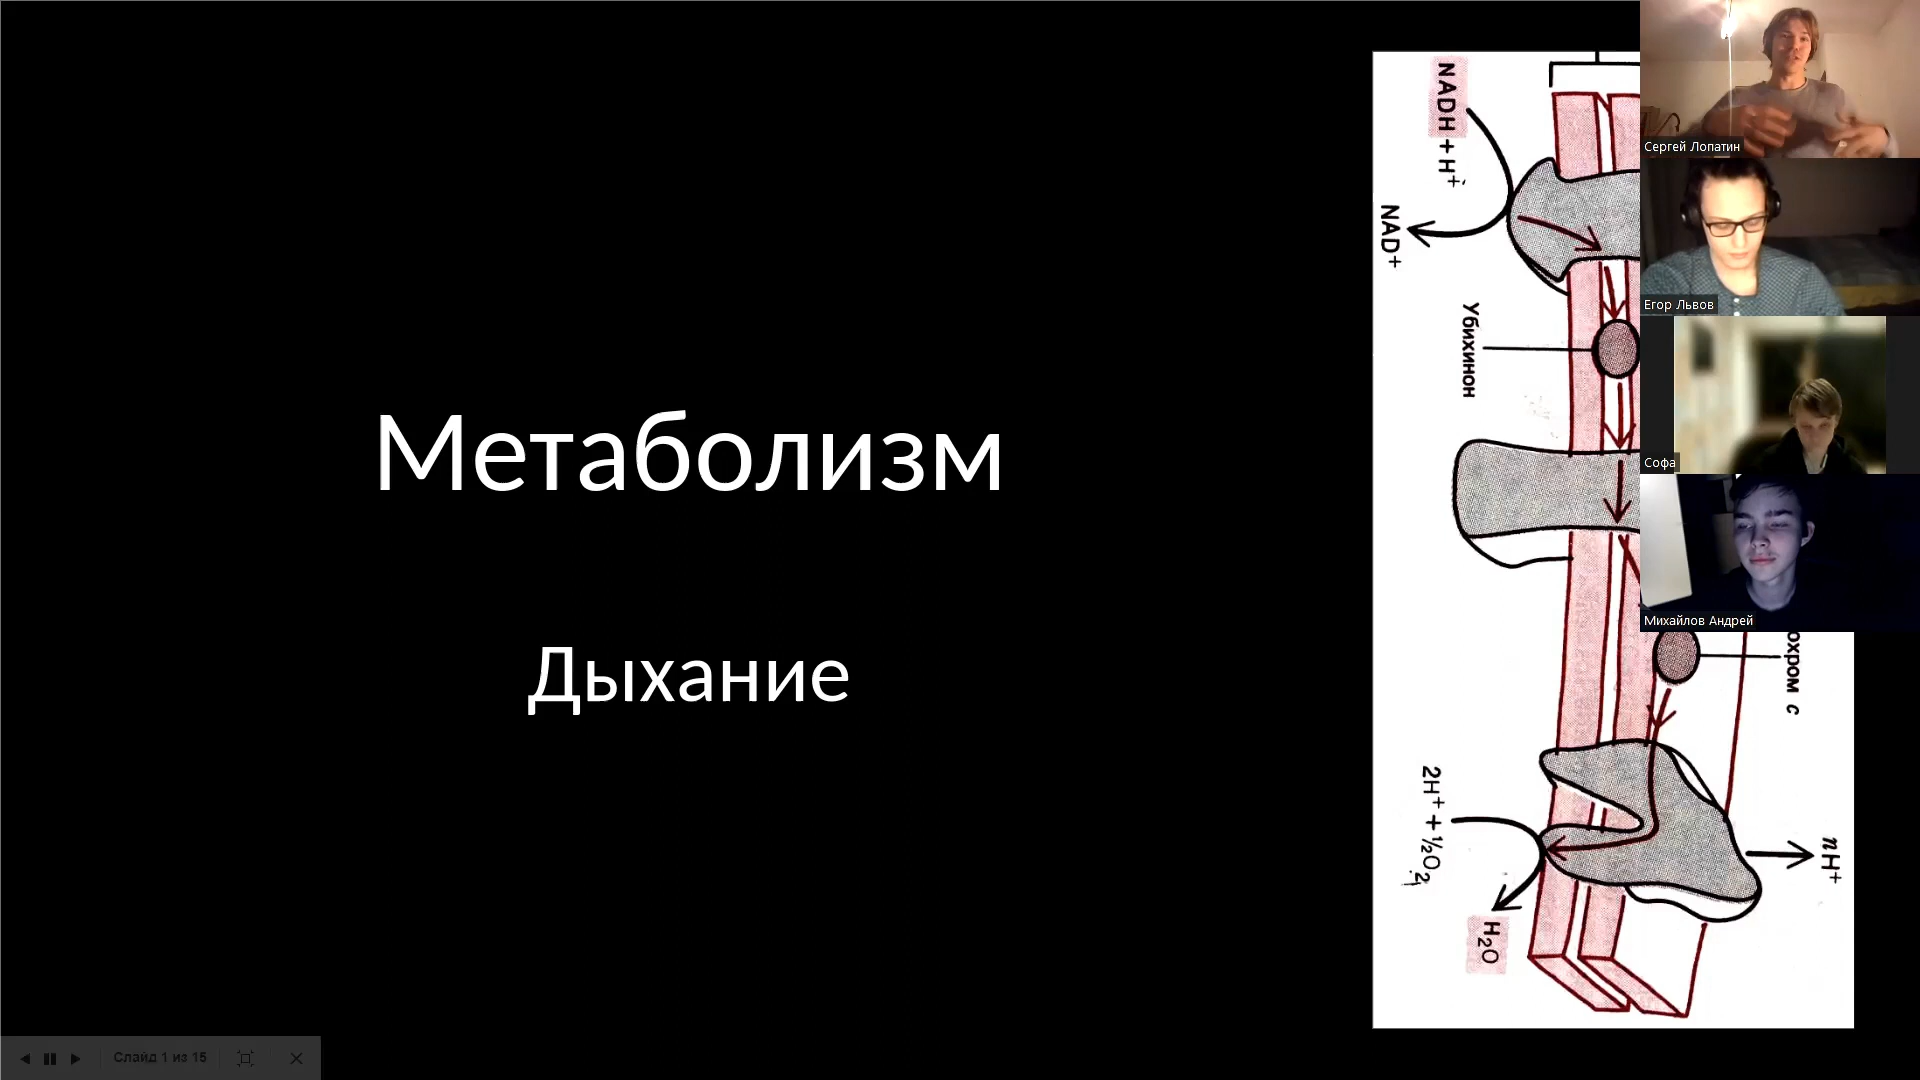 Метаболизм
Дыхание
NADH + H+
NAD+
Убихинон
охром c
2H+ + ½O2
H2O
nH+
Сергей Лопатин
Егор Львов
Софа
Михайлов Андрей
Слайд 1 из 15